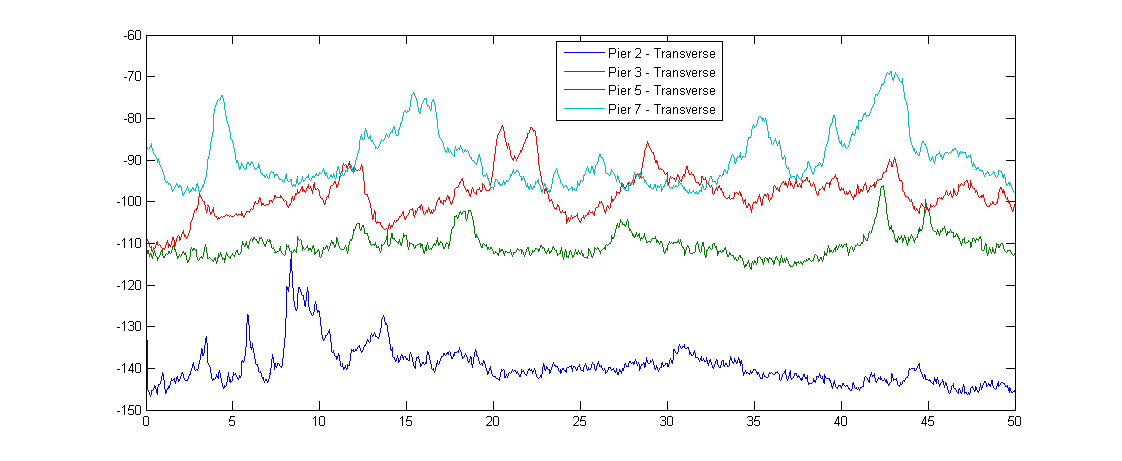 -60
-70
-80
-90
-100
-110
-120
-130
-140
-150
Pier 2 - Transverse
Pier 3 - Transverse
Pier 5 - Transverse
Pier 7 - Transverse
0 5 10 15 20 25 30 35 40 45 50